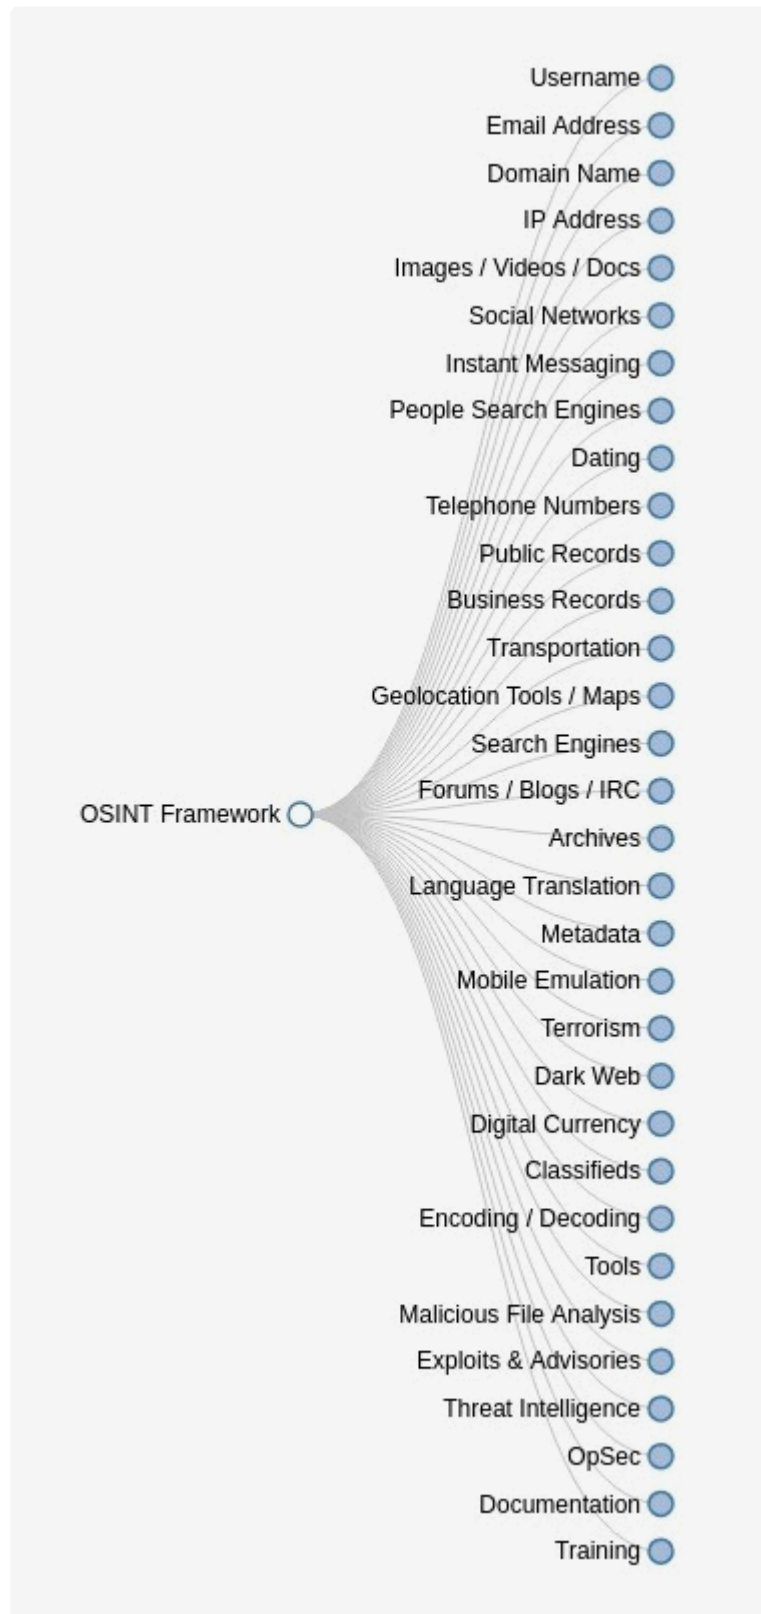 Username
Email Address
Domain Name
IP Address
Images / Videos / Docs
Social Networks
Instant Messaging
People Search Engines
Dating
Telephone Numbers
Public Records
Business Records
Transportation
Geolocation Tools / Maps
Search Engines
Forums / Blogs / IRC
OSINT Framework
Archives
Language Translation
Metadata
Mobile Emulation
Terrorism
Dark Web
Digital Currency
Classifieds
Encoding / Decoding
Tools
Malicious File Analysis
Exploits & Advisories
Threat Intelligence
OpSec
Documentation
Training